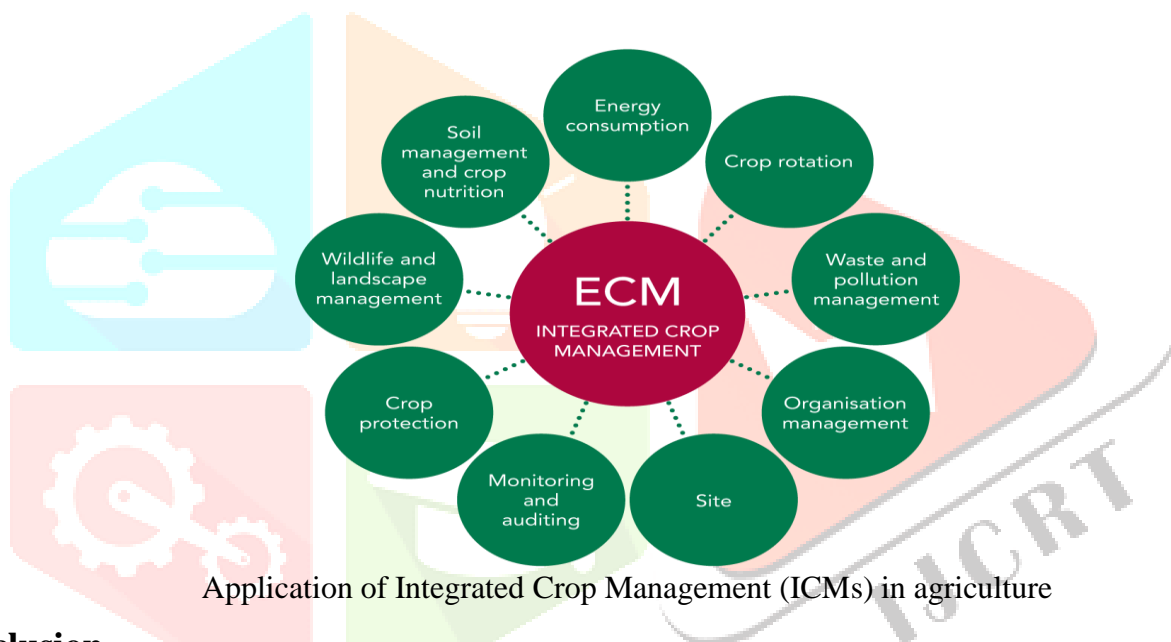 Energy
consumption
Crop rotation
Waste and
pollution
management
Organisation
management
Site
Monitoring
and
auditing
Crop
protection
Wildlife and
landscape
management
Soil
management
and crop
nutrition
ECM
INTEGRATED CROP
MANAGEMENT
IJCRT
Application of Integrated Crop Management (ICMs) in agriculture